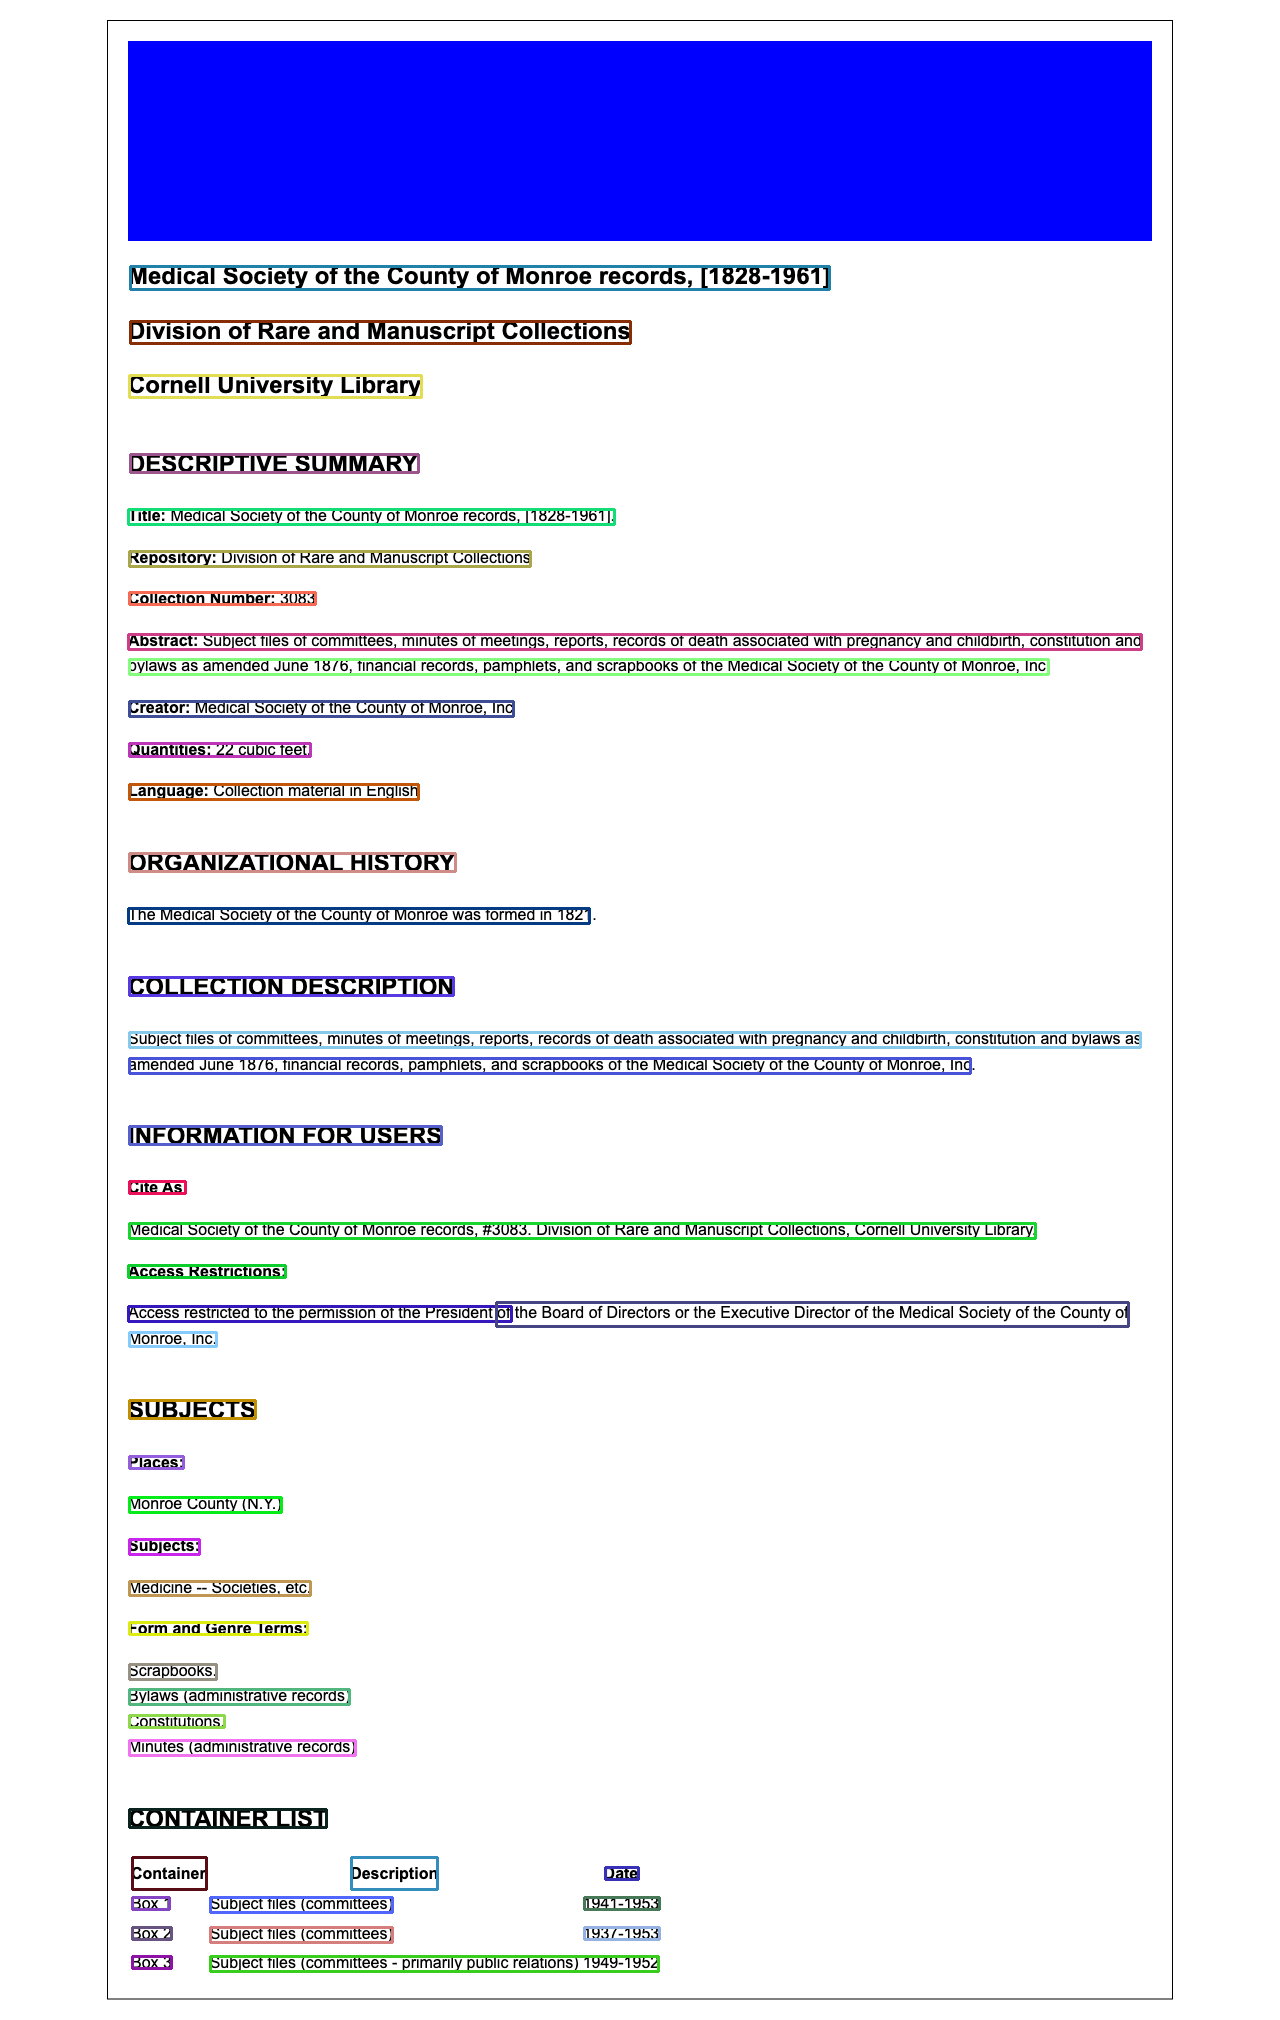 Medical Society of the County of Monroe records, [1828-1961]
Division of Rare and Manuscript Collections
Cornell University Library
DESCRIPTIVE SUMMARY
Title: Medical Society of the County of Monroe records, [1828-1961].
Repository: Division of Rare and Manuscript Collections
Collection Number: 3083
Abstract: Subject files of committees, minutes of meetings, reports, records of death associated with pregnancy and childbirth, constitution and
bylaws as amended June 1876, financial records, pamphlets, and scrapbooks of the Medical Society of the County of Monroe, Inc.
Creator: Medical Society of the County of Monroe, Inc
Quantities: 22 cubic feet.
Language: Collection material in English
ORGANIZATIONAL HISTORY
The Medical Society of the County of Monroe was formed in 1821.
COLLECTION DESCRIPTION
Subject files of committees, minutes of meetings, reports, records of death associated with pregnancy and childbirth, constitution and bylaws as
amended June 1876, financial records, pamphlets, and scrapbooks of the Medical Society of the County of Monroe, Inc.
INFORMATION FOR USERS
Cite As:
Medical Society of the County of Monroe records, #3083. Division of Rare and Manuscript Collections, Cornell University Library.
Access Restrictions:
Access restricted to the permission of the President of the Board of Directors or the Executive Director of the Medical Society of the County of
Monroe, Inc.
SUBJECTS
Places:
Monroe County (N.Y.)
Subjects:
Medicine -- Societies, etc.
Form and Genre Terms:
Scrapbooks.
Bylaws (administrative records)
Constitutions.
Minutes (administrative records)
CONTAINER LIST
Container Description Date
Box 1 Subject files (committees) 1941-1953
Box 2 Subject files (committees) 1937-1953
Box 3 Subject files (committees - primarily public relations) 1949-1952